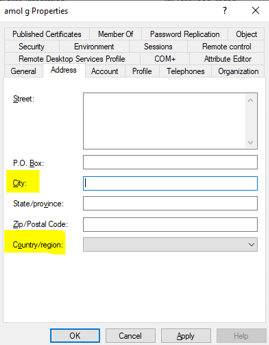 amol g Properties
Published Certificates Member Of Password Replication Object
Security Environment Sessions Remote control
Remote Desktop Services Profile COM+ Attribute Editor
General Address Account Profile Telephones Organization
Street:
P.O. Box:
City:
State/province:
Zip/Postal Code:
Country/region:
OK Cancel Apply Help